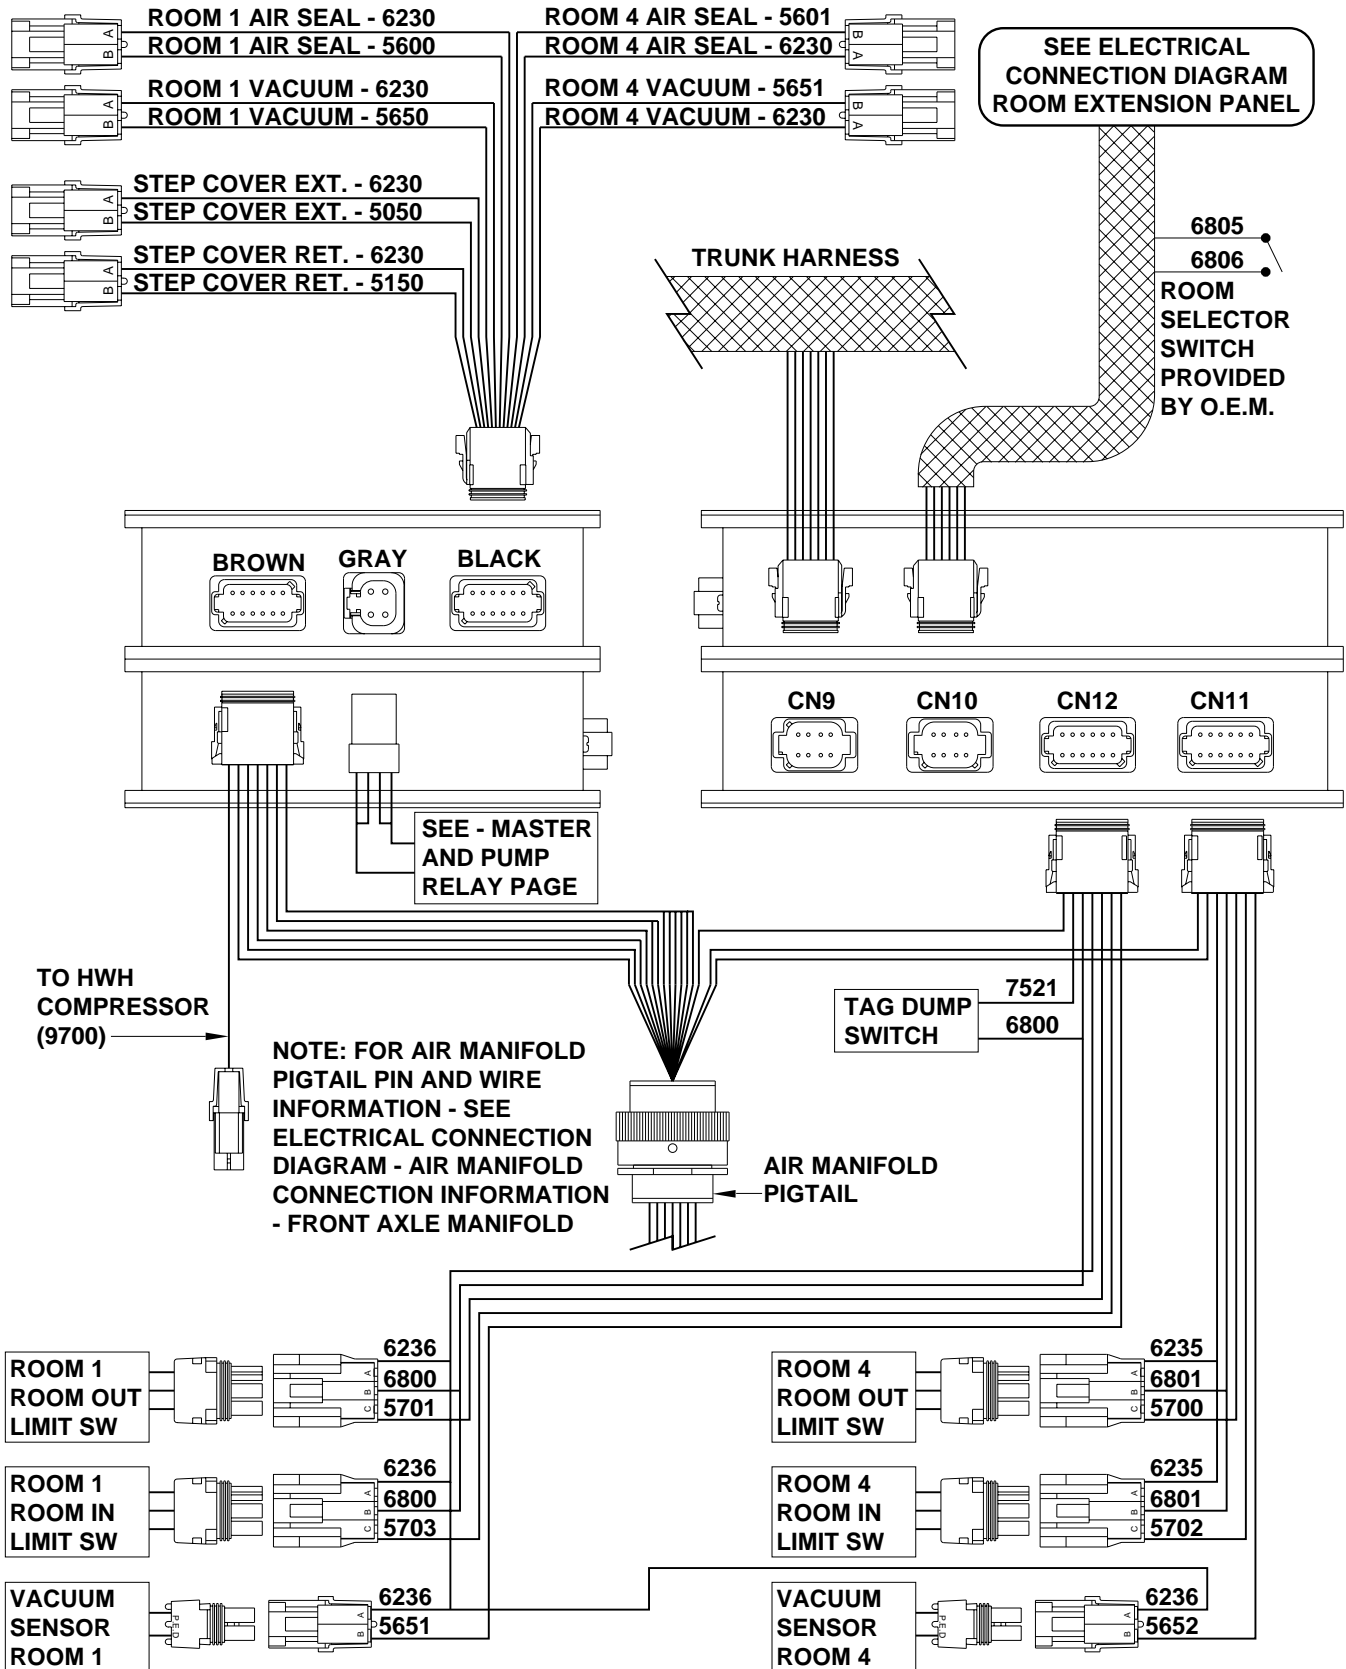 ROOM 1 AIR SEAL - 6230
ROOM 1 AIR SEAL - 5600
ROOM 1 VACUUM - 6230
ROOM 1 VACUUM - 5650
STEP COVER EXT. - 6230
STEP COVER EXT. - 5050
STEP COVER RET. - 6230
STEP COVER RET. - 5150
A
B
A
B
A
B
A
B
ROOM 4 AIR SEAL - 5601
ROOM 4 AIR SEAL - 6230
ROOM 4 VACUUM - 5651
ROOM 4 VACUUM - 6230
B
A
B
A
SEE ELECTRICAL
CONNECTION DIAGRAM
ROOM EXTENSION PANEL
6805
6806
ROOM
SELECTOR
SWITCH
PROVIDED
BY O.E.M.
TRUNK HARNESS
BROWN
GRAY
BLACK
CN9
CN10
CN12
CN11
SEE - MASTER
AND PUMP
RELAY PAGE
TO HWH
COMPRESSOR
(9700)
TAG DUMP
SWITCH
7521
6800
NOTE: FOR AIR MANIFOLD
PIGTAIL PIN AND WIRE
INFORMATION - SEE
ELECTRICAL CONNECTION
DIAGRAM - AIR MANIFOLD
CONNECTION INFORMATION
- FRONT AXLE MANIFOLD
AIR MANIFOLD
PIGTAIL
ROOM 1
ROOM OUT
LIMIT SW
A
B
C
6236
6800
5701
ROOM 4
ROOM OUT
LIMIT SW
A
B
C
6235
6801
5700
ROOM 1
ROOM IN
LIMIT SW
A
B
C
6236
6800
5703
ROOM 4
ROOM IN
LIMIT SW
A
B
C
6235
6801
5702
VACUUM
SENSOR
ROOM 1
A
B
6236
5651
VACUUM
SENSOR
ROOM 4
A
B
6236
5652